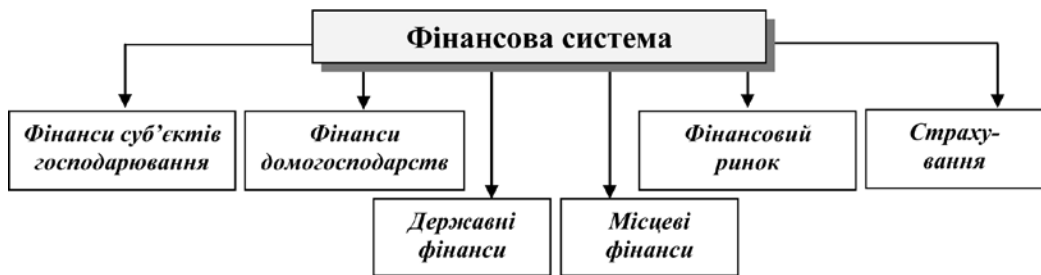 Фінансова система
Фінанси суб’єктів
господарювання
Фінанси
домогосподарств
Фінансовий
ринок
Страху-
вання
Державні
фінанси
Місцеві
фінанси